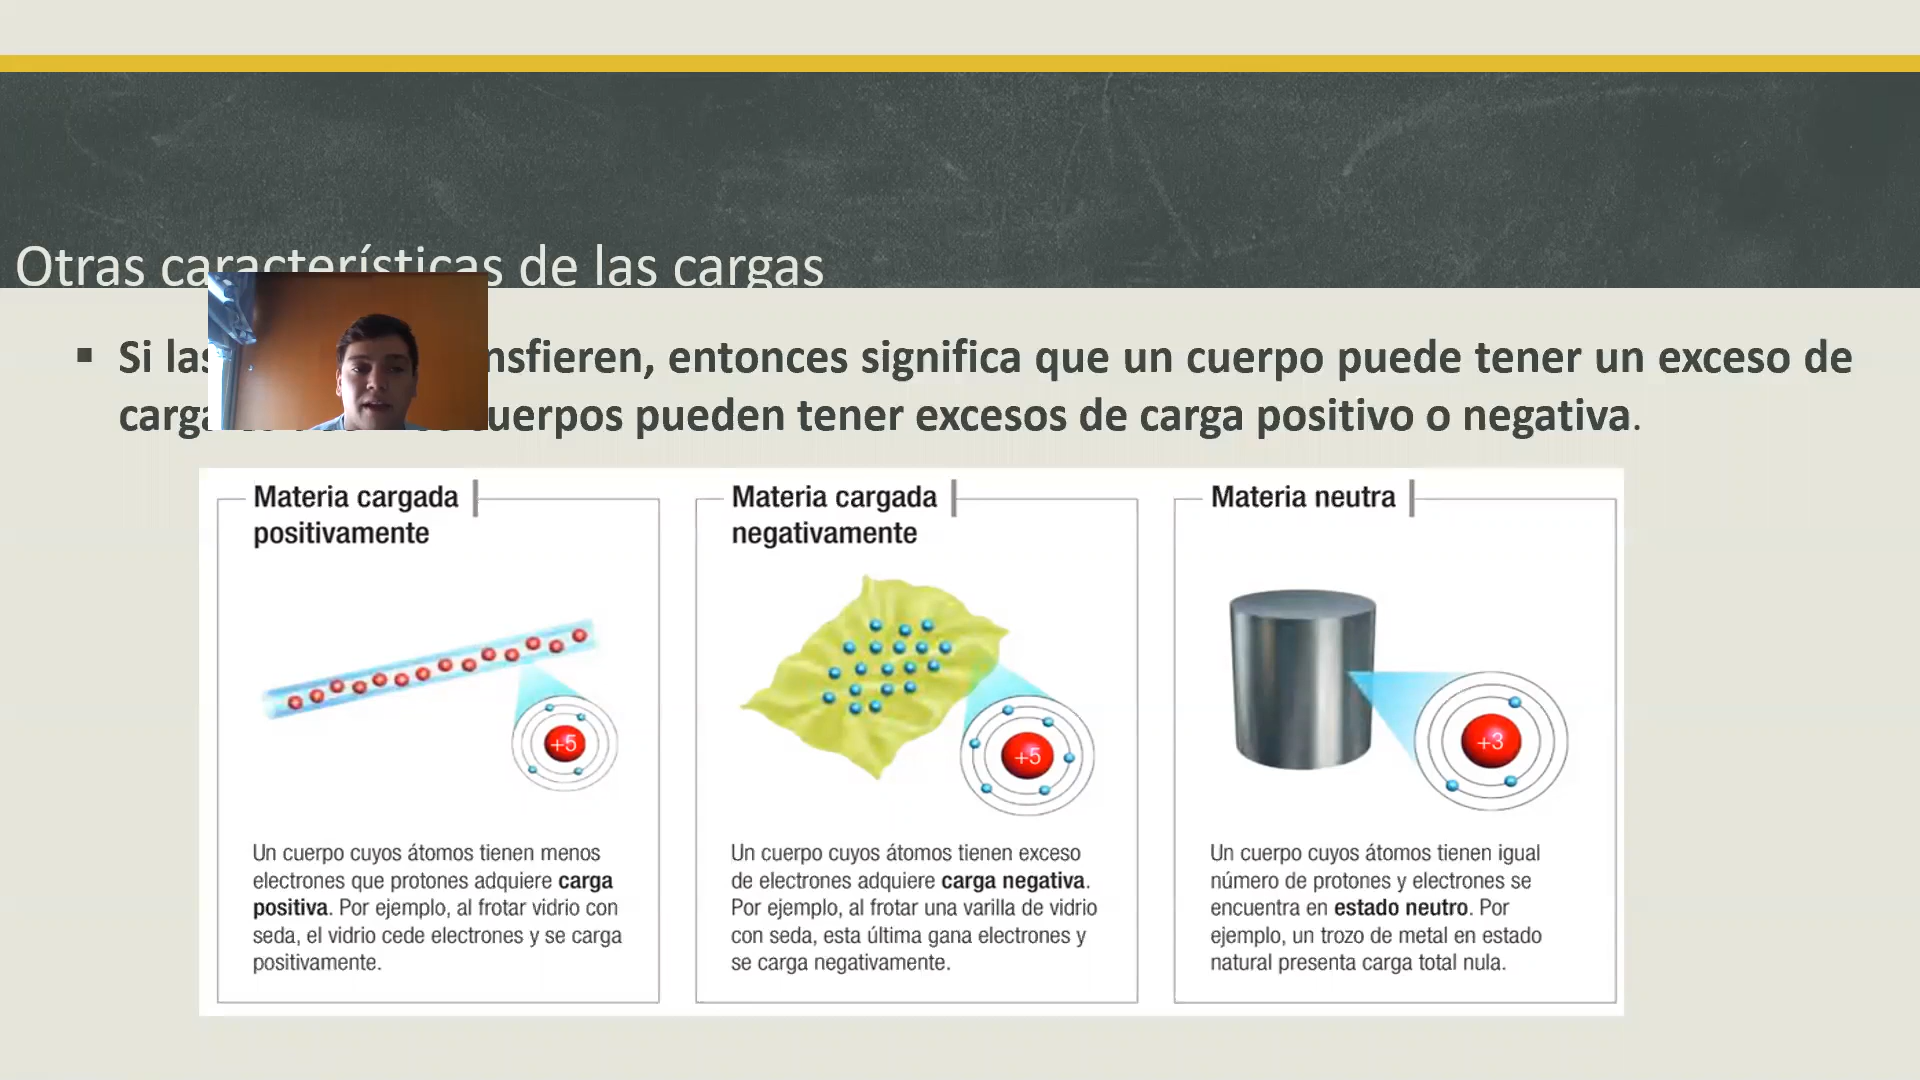 Otras características de las cargas
▪ Si las nsfieren, entonces significa que un cuerpo puede tener un exceso de
carga cuerpos pueden tener excesos de carga positivo o negativa.
Materia cargada
positivamente
+5
Un cuerpo cuyos átomos tienen menos
electrones que protones adquiere carga
positiva. Por ejemplo, al frotar vidrio con
seda, el vidrio cede electrones y se carga
positivamente.
Materia cargada
negativamente
+5
Un cuerpo cuyos átomos tienen exceso
de electrones adquiere carga negativa.
Por ejemplo, al frotar una varilla de vidrio
con seda, esta última gana electrones y
se carga negativamente.
Materia neutra
+3
Un cuerpo cuyos átomos tienen igual
número de protones y electrones se
encuentra en estado neutro. Por
ejemplo, un trozo de metal en estado
natural presenta carga total nula.